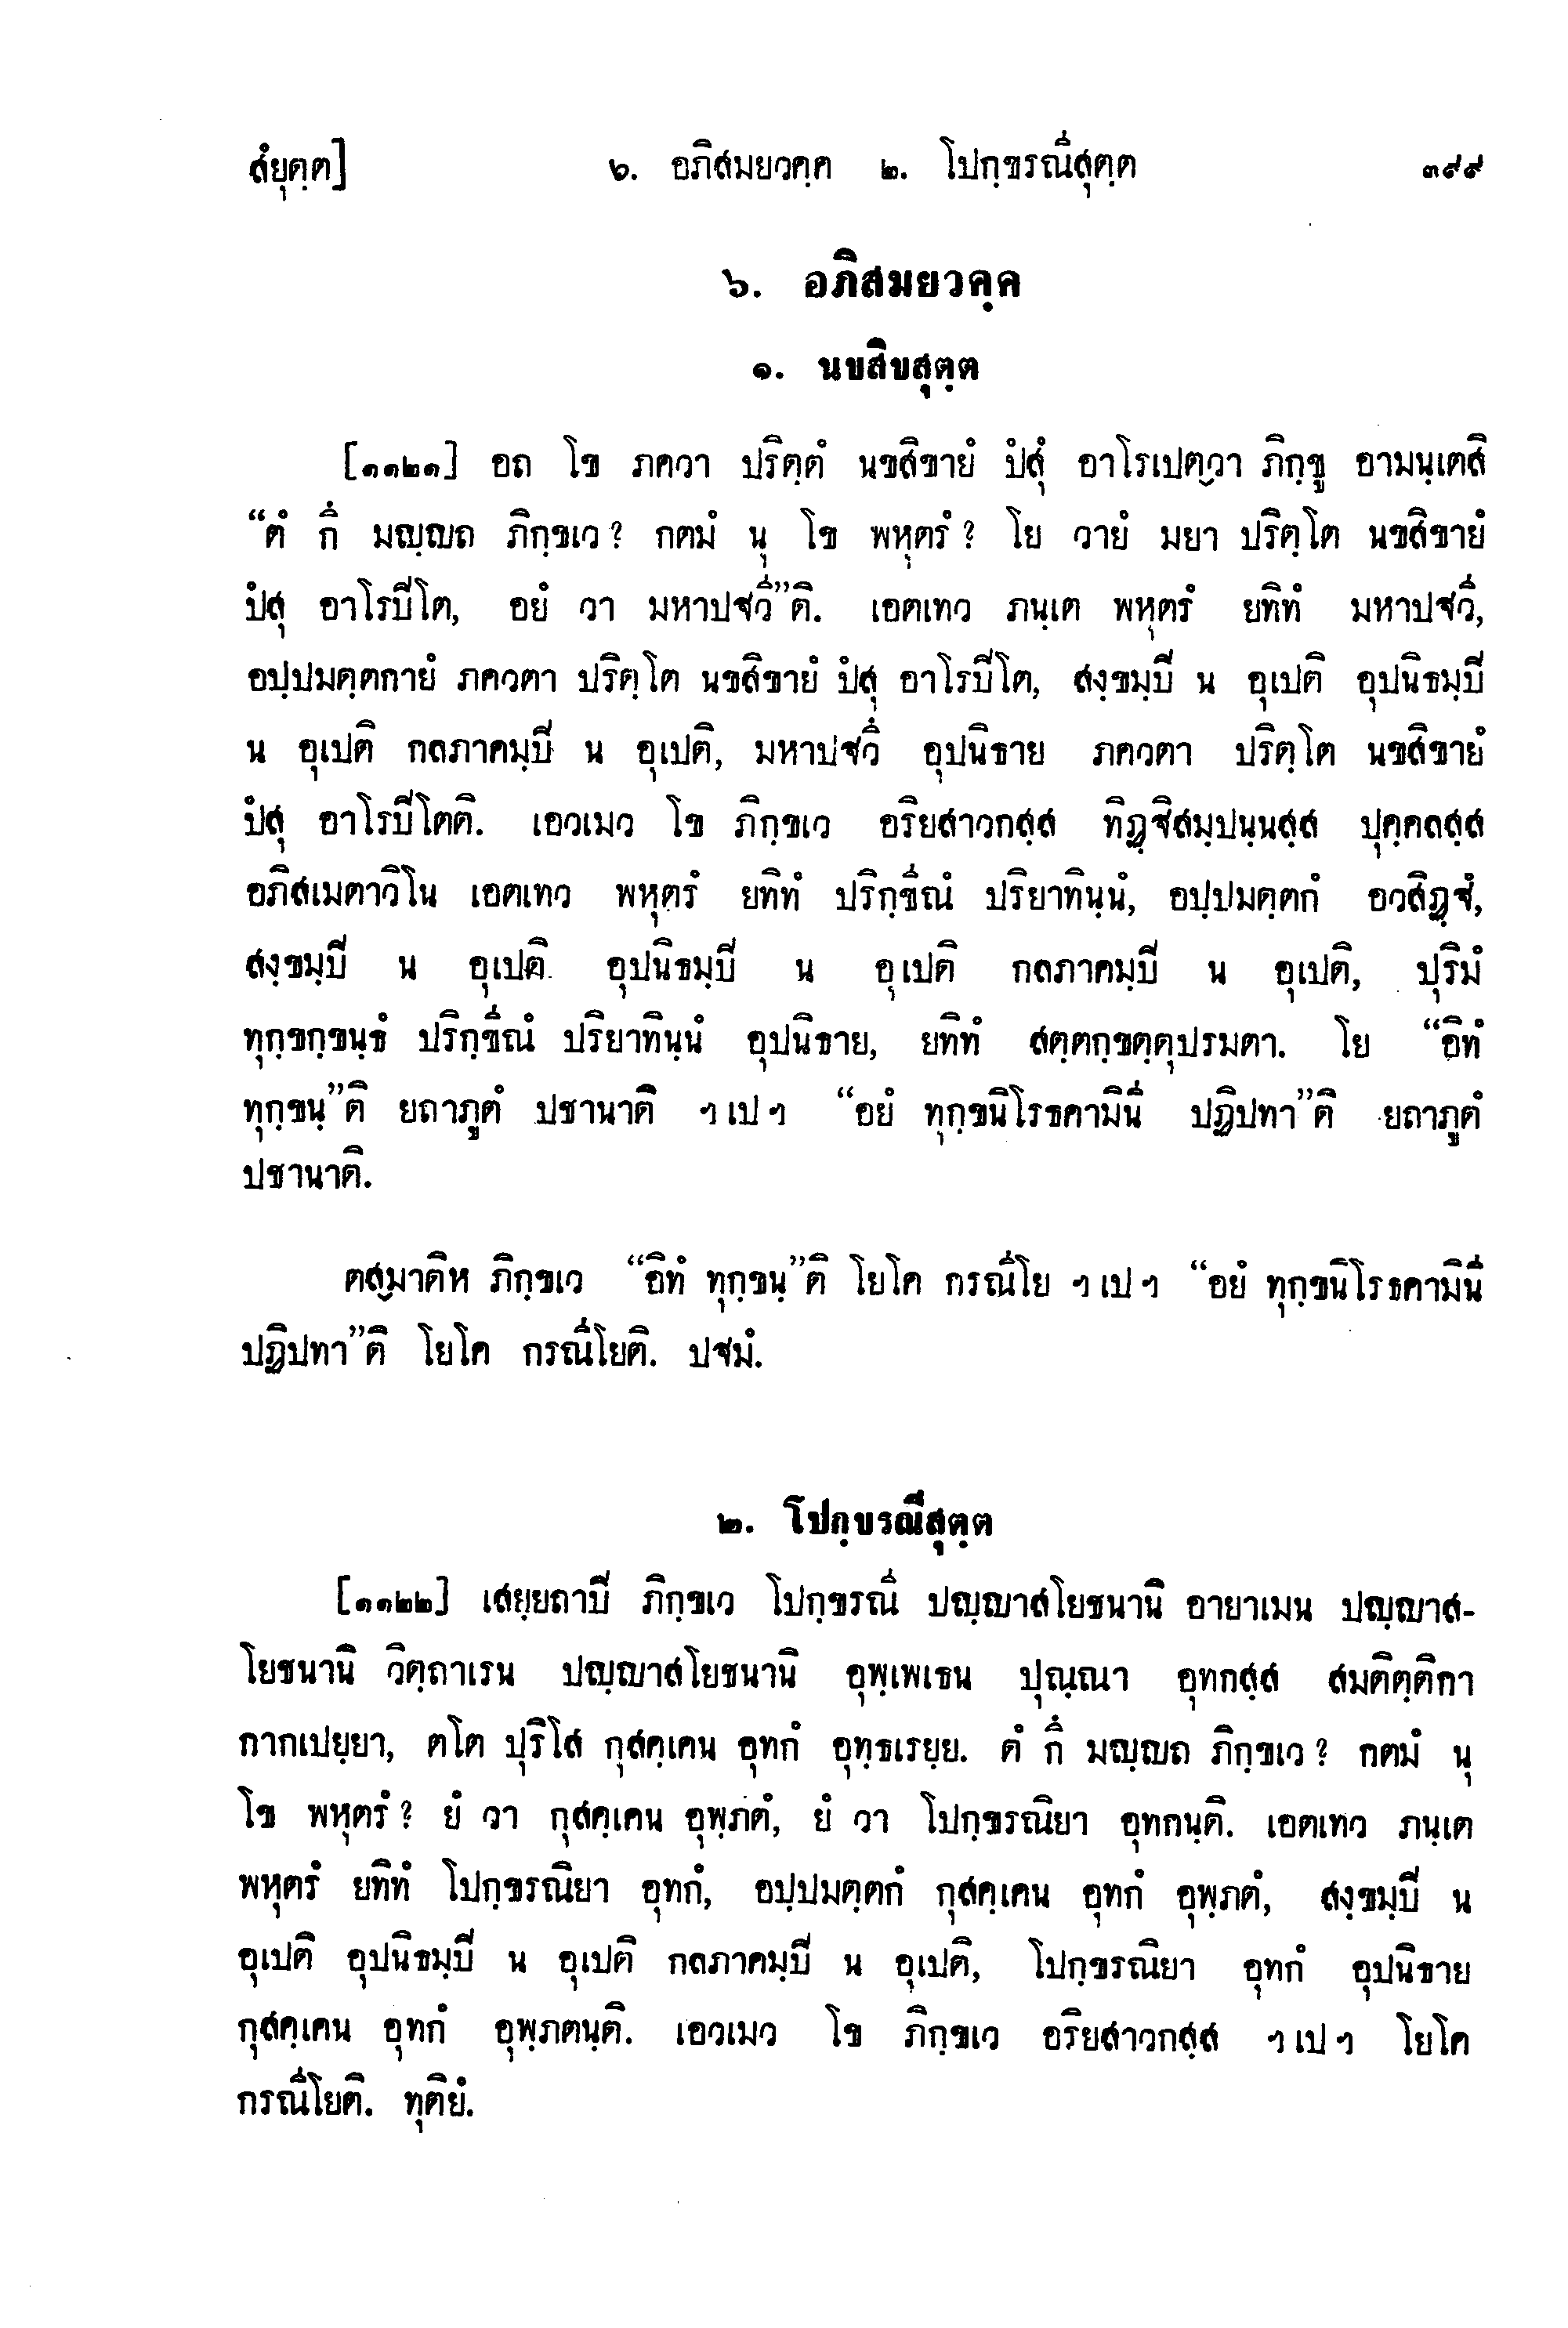 สํยุตฺต]	๖. อภิสมยวคฺค ๒. โปกฺขรณีสุตฺต	๓๙๙
๖. อภิสมยวคฺค
๑. นขสิขสุตฺต
[๑๑๒๑] อถ โข ภควา ปริตฺตํ นขสิขายํ ปํสุํ อาโรเปตฺวา ภิกฺขู อามนฺเตสิ
“ตํ กึ มญฺญถ ภิกฺขเว? กตมํ นุ โข พหุตรํ? โย วายํ มยา ปริตฺโต นขสิขายํ
ปํสุ อาโรปิโต, อยํ วา มหาปฐวี”ติ. เอตเทว ภนฺเต พหุตรํ ยทิทํ มหาปฐวี,
อปฺปมตฺตกายํ ภควตา ปริตฺโต นขสิขายํ ปํสุ อาโรปิโต, สงฺขมฺปิ น อุเปติ อุปนิธมฺปิ
น อุเปติ กลภาคมฺปิ น อุเปติ, มหาปฐวึ อุปนิธาย ภควตา ปริตฺโต นขสิขายํ
ปํสุ อาโรปิโตติ. เอวเมว โข ภิกฺขเว อริยสาวกสฺส ทิฏฺฐิสมฺปนฺนสฺส ปุคฺคลสฺส
อภิสเมตาวิโน เอตเทว พหุตรํ ยทิทํ ปริกฺขีณํ ปริยาทินฺนํ, อปฺปมตฺตกํ อวสิฏฺฐํ,
สงฺขมฺปิ น อุเปติ อุปนิธมฺปิ น อุเปติ กลภาคมฺปิ น อุเปติ, ปุริมํ
ทุกฺขกฺขนฺธํ ปริกฺขีณํ ปริยาทินฺนํ อุปนิธาย, ยทิทํ สตฺตกฺขตฺตุปรมตา. โย “อิทํ
ทุกฺขนฺ”ติ ยถาภูตํ ปชานาติ ฯเปฯ “อยํ ทุกฺขนิโรธคามินี ปฏิปทา”ติ ยถาภูตํ
ปชานาติ.
ตสฺมาติห ภิกฺขเว “อิทํ ทุกฺขนฺ”ติ โยโค กรณีโย ฯเปฯ “อยํ ทุกฺขนิโรธคามินี
ปฏิปทา”ติ โยโค กรณีโยติ. ปฐมํ.
๒. โปกฺขรณีสุตฺต
[๑๑๒๒] เสยฺยถาปิ ภิกฺขเว โปกฺขรณี ปญฺญาสโยชนานิ อายาเมน ปญฺญาส-
โยชนานิ วิตฺถาเรน ปญฺญาสโยชนานิ อุพฺเพเธน ปุณฺณา อุทกสฺส สมติตฺติกา
กากเปยฺยา, ตโต ปุริโส กุสคฺเคน อุทกํ อุทฺธเรยฺย. ตํ กึ มญฺญถ ภิกฺขเว? กตมํ นุ
โข พหุตรํ? ยํ วา กุสคฺเคน อุพฺภตํ, ยํ วา โปกฺขรณิยา อุทกนฺติ. เอตเทว ภนฺเต
พหุตรํ ยทิทํ โปกฺขรณิยา อุทกํ, อปฺปมตฺตกํ กุสคฺเคน อุทกํ อุพฺภตํ, สงฺขมฺปิ น
อุเปติ อุปนิธมฺปิ น อุเปติ กลภาคมฺปิ น อุเปติ, โปกฺขรณิยา อุทกํ อุปนิธาย
กุสคฺเคน อุทกํ อุพฺภตนฺติ. เอวเมว โข ภิกฺขเว อริยสาวกสฺส ฯเปฯ โยโค
กรณีโยติ. ทุติยํ.